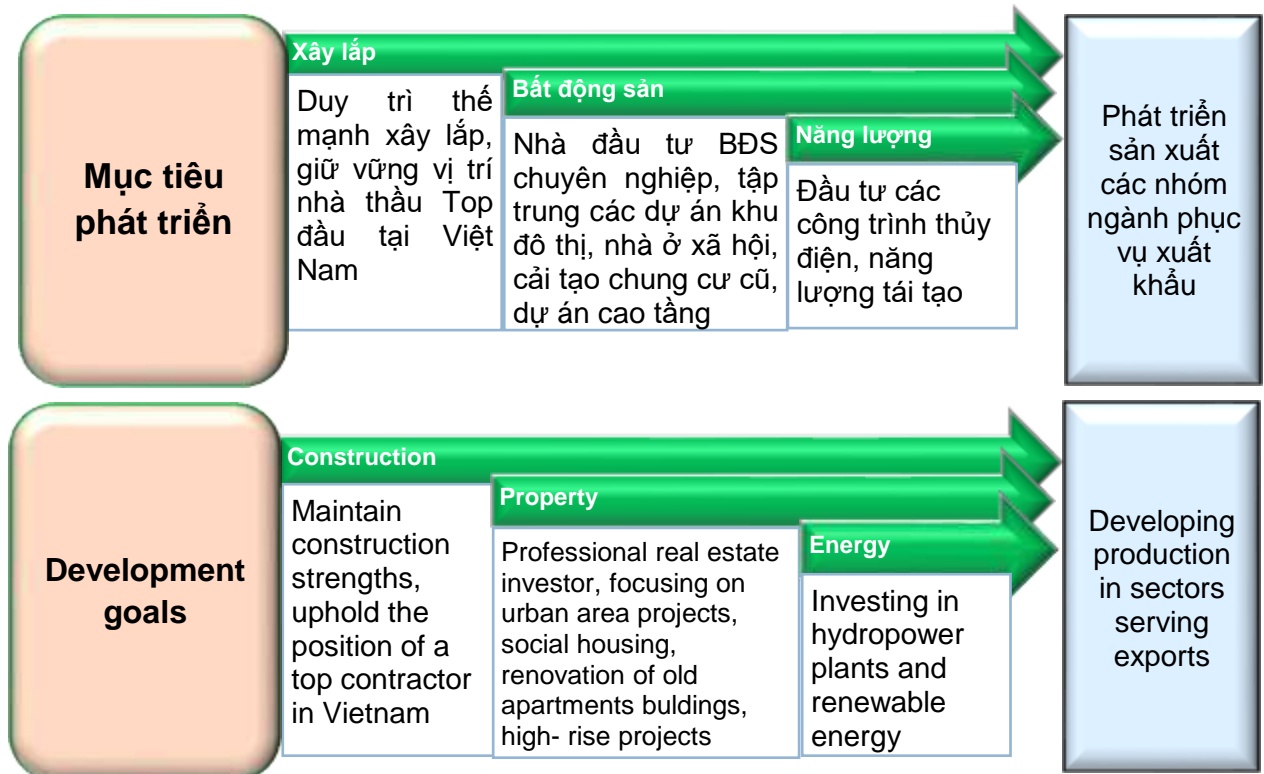 Mục tiêu
phát triển
Xây lắp
Duy trì thế
mạnh xây lắp,
giữ vững vị trí
nhà thầu Top
đầu tại Việt
Nam
Bất động sản
Nhà đầu tư BĐS
chuyên nghiệp, tập
trung các dự án khu
đô thị, nhà ở xã hội,
cải tạo chung cư cũ,
dự án cao tầng
Năng lượng
Đầu tư các
công trình thủy
điện, năng
lượng tái tạo
Phát triển
sản xuất
các nhóm
ngành phục
vụ xuất
khẩu
Development
goals
Construction
Maintain
construction
strengths,
uphold the
position of a
top contractor
in Vietnam
Property
Professional real estate
investor, focusing on
urban area projects,
social housing,
renovation of old
apartments buldings,
high- rise projects
Energy
Investing in
hydropower
plants and
renewable
energy
Developing
production
in sectors
serving
exports